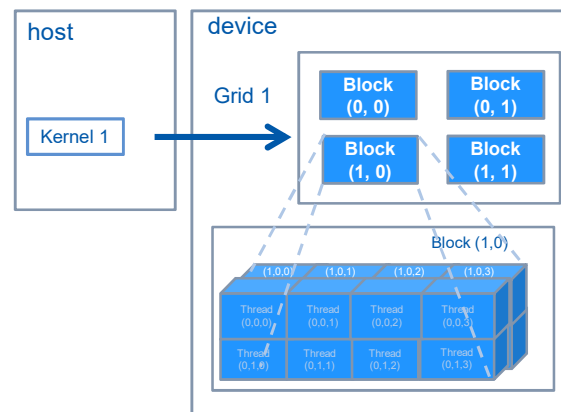 host
device
Grid 1
Kernel 1
Block
(0, 0)
Block
(0, 1)
Block
(1, 0)
Block
(1, 1)
Block (1,0)
(1,0,0) (1,0,1) (1,0,2) (1,0,3)
Thread
(0,0,0)
Thread
(0,0,1)
Thread
(0,0,2)
Thread
(0,0,3)
Thread
(0,1,0)
Thread
(0,1,1)
Thread
(0,1,2)
Thread
(0,1,3)